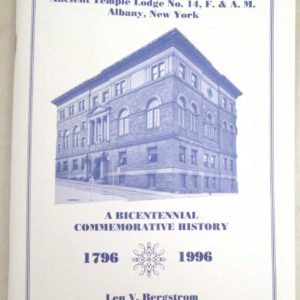 Ancient Temple Lodge No. 14, F. & A. M.
Albany, New York
A BICENTENNIAL
COMMEMORATIVE HISTORY
1796 1996
Len V. Bergstrom